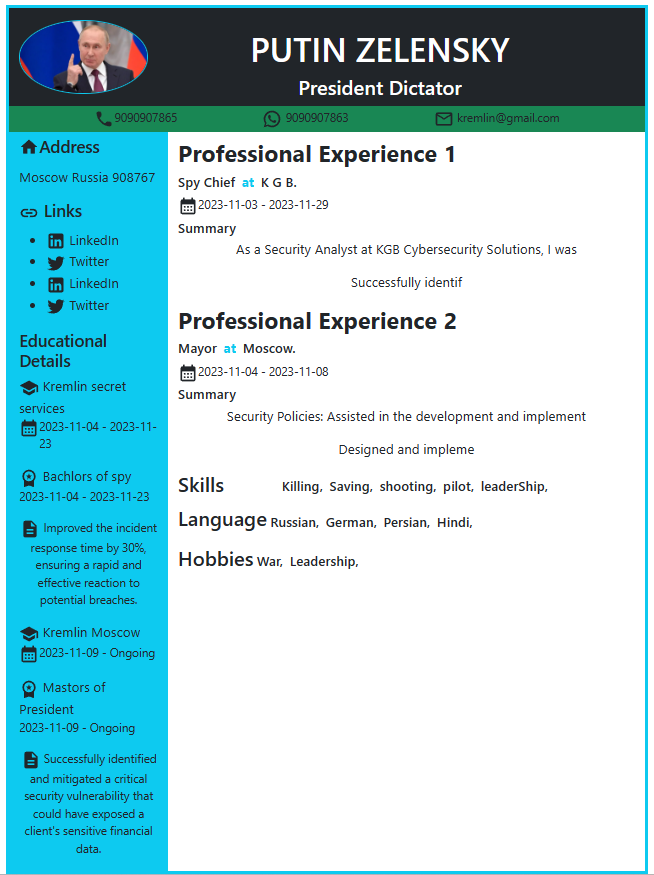 PUTIN ZELENSKY
President Dictator
9090907865 9090907863 kremlin@gmail.com
Address
Moscow Russia 908767
Links
LinkedIn
Twitter
LinkedIn
Twitter
Educational
Details
Kremlin secret
services
2023-11-04 - 2023-11-
23
Bachlors of spy
2023-11-04 - 2023-11-23
Improved the incident
response time by 30%,
ensuring a rapid and
effective reaction to
potential breaches.
Kremlin Moscow
2023-11-09 - Ongoing
Mastors of
President
2023-11-09 - Ongoing
Successfully identified
and mitigated a critical
security vulnerability that
could have exposed a
client's sensitive financial
data.
Professional Experience 1
Spy Chief at K G B.
2023-11-03 - 2023-11-29
Summary
As a Security Analyst at KGB Cybersecurity Solutions, I was
Successfully identif
Professional Experience 2
Mayor at Moscow.
2023-11-04 - 2023-11-08
Summary
Security Policies: Assisted in the development and implement
Designed and impleme
Skills Killing, Saving, shooting, pilot, leaderShip,
Language Russian, German, Persian, Hindi,
Hobbies War, Leadership,